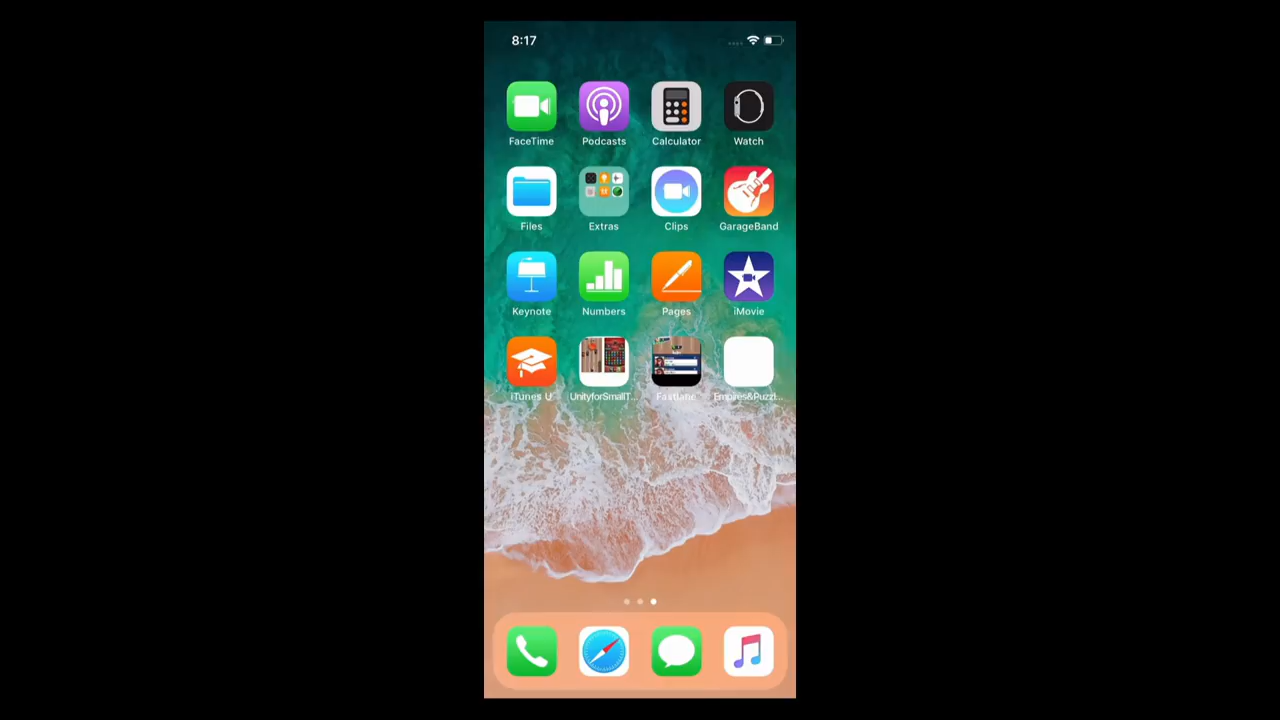 8:17
FaceTime
Podcasts
Calculator
Watch
Files
Extras
Clips
GarageBand
Keynote
Numbers
Pages
iMovie
iTunes U
UnityforSmallT...
Fastlane
Empires&Puzzl...